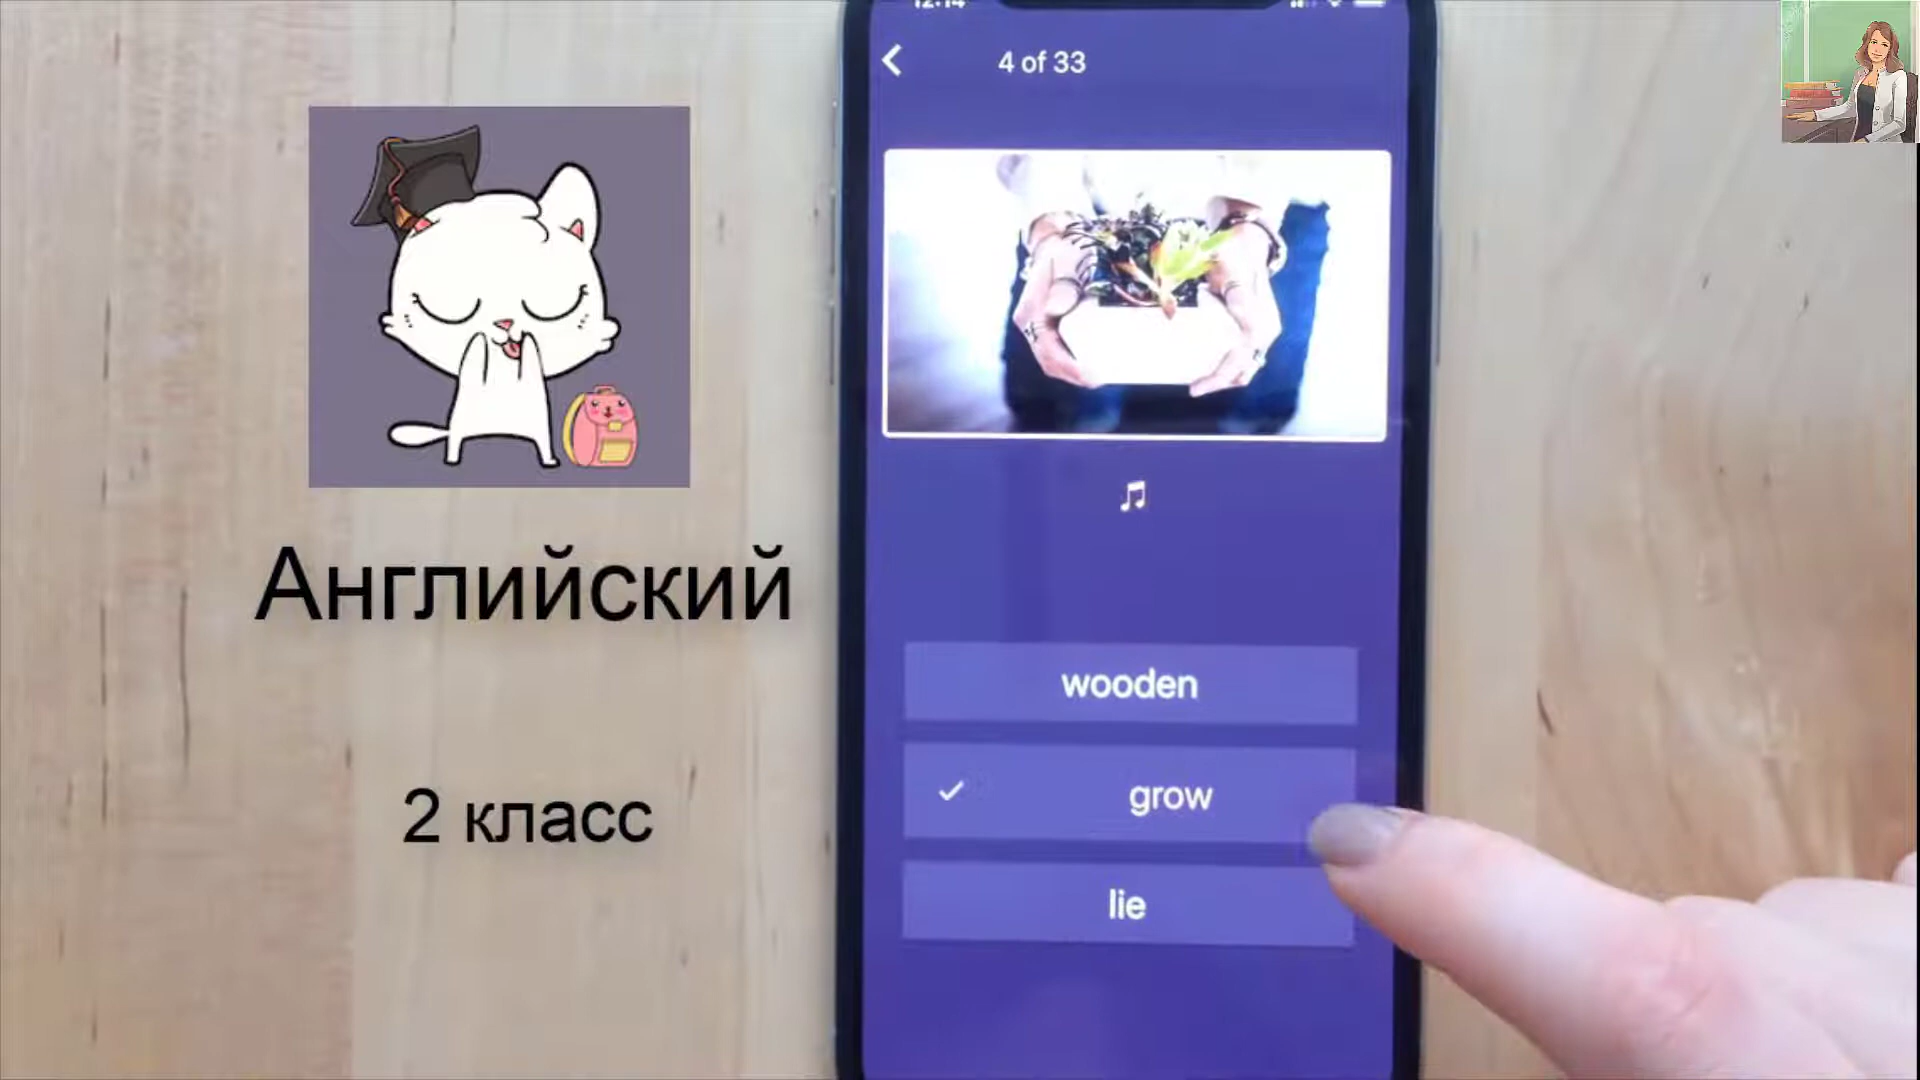 4 of 33
Английский
2 класс
wooden
grow
lie